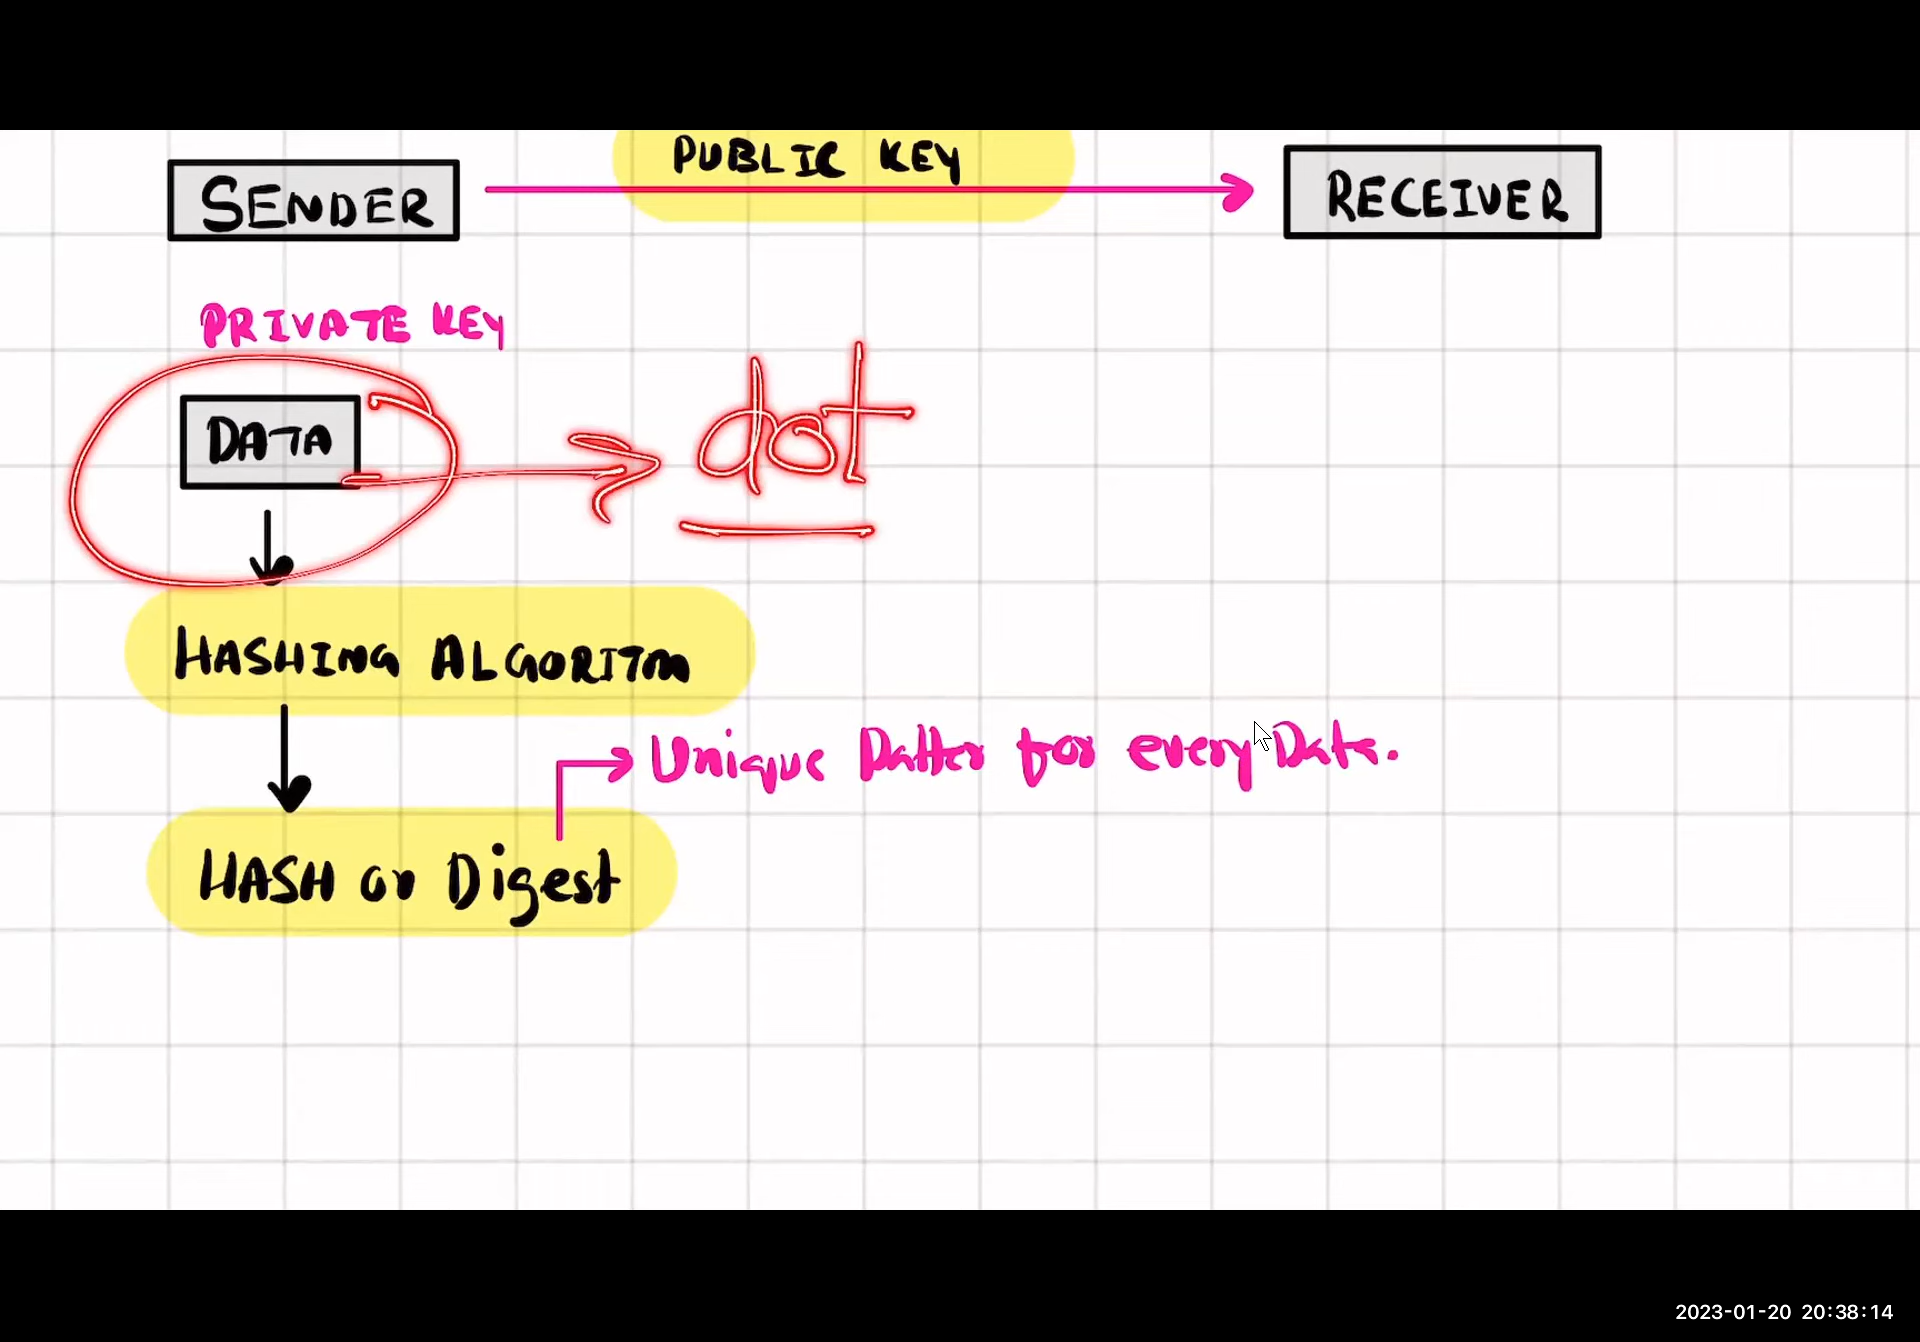 PUBLIC KEY
SENDER
RECEIVER
PRIVATE KEY
DATA
dot
HASHING ALGORITM
Unique for every Data.
HASH or Digest
2023-01-20 20:38:14